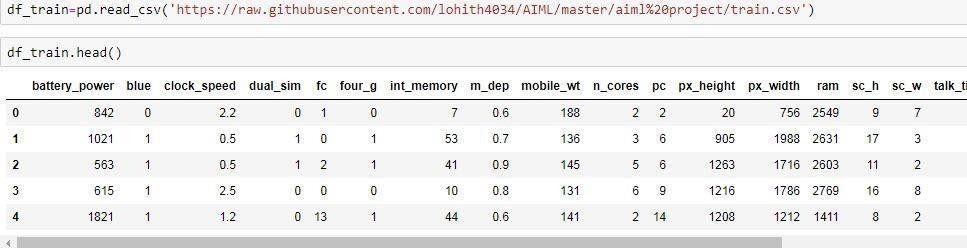 df_train=pd.read_csv('https://raw.githubusercontent.com/lohith4034/AIML/master/aiml%20project/train.csv')
df_train.head()
battery_power blue clock_speed dual_sim fc four_g int_memory m_dep mobile_wt n_cores pc px_height px_width ram sc_h sc_w talk_ti
0 842 0 2.2 0 1 0 7 0.6 188 2 2 20 756 2549 9 7
1 1021 1 0.5 1 0 1 53 0.7 136 3 6 905 1988 2631 17 3
2 563 1 0.5 1 2 1 41 0.9 145 5 6 1263 1716 2603 11 2
3 615 1 2.5 0 0 0 10 0.8 131 6 9 1216 1786 2769 16 8
4 1821 1 1.2 0 13 1 44 0.6 141 2 14 1208 1212 1411 8 2